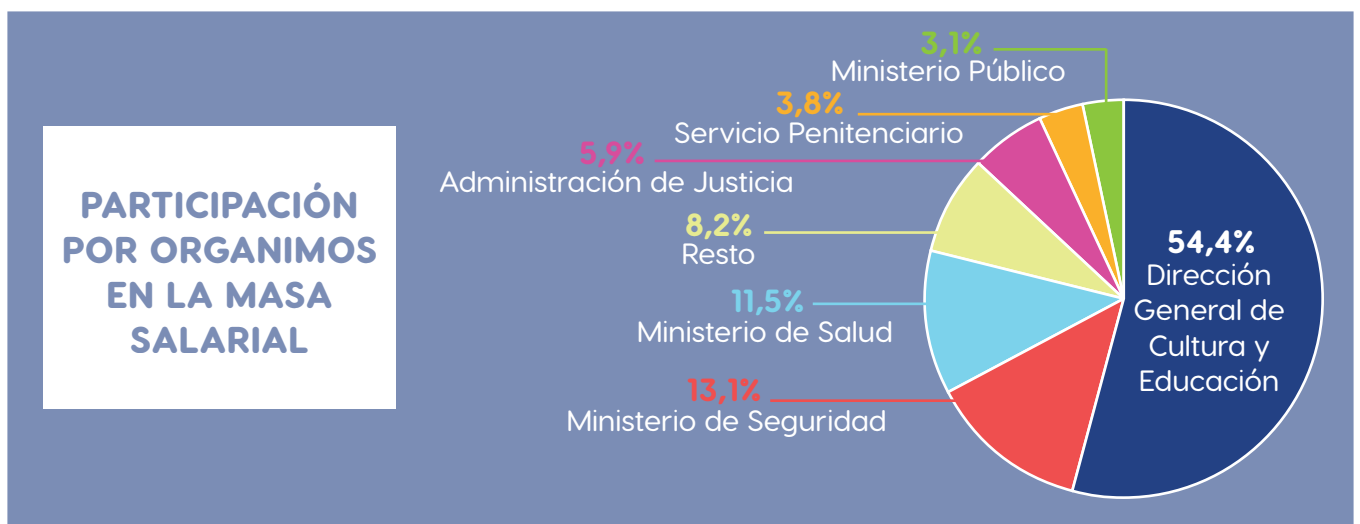 PARTICIPACIÓN
POR ORGANIMOS
EN LA MASA
SALARIAL
3,1%
Ministerio Público
3,8%
Servicio Penitenciario
5,9%
Administración de Justicia
8,2%
Resto
11,5%
Ministerio de Salud
13,1%
Ministerio de Seguridad
54,4%
Dirección
General de
Cultura y
Educación